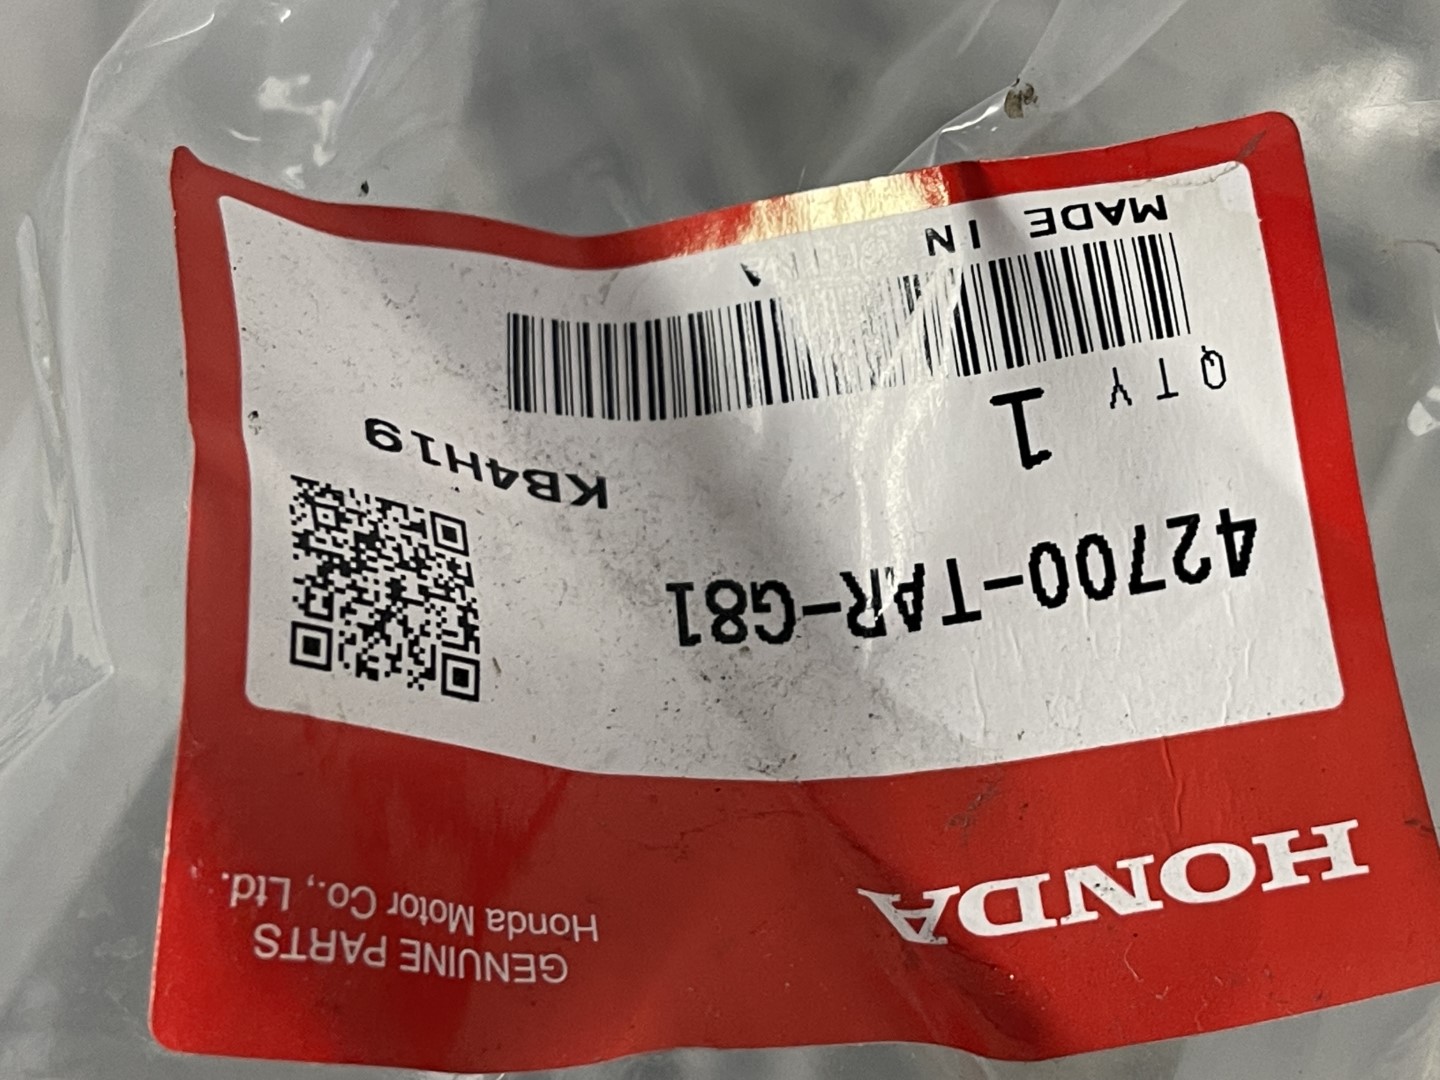 HONDA
GENUINE PARTS
Honda Motor Co., Ltd.
42700-TAR-G81
QTY 1
KB4H19
MADE IN